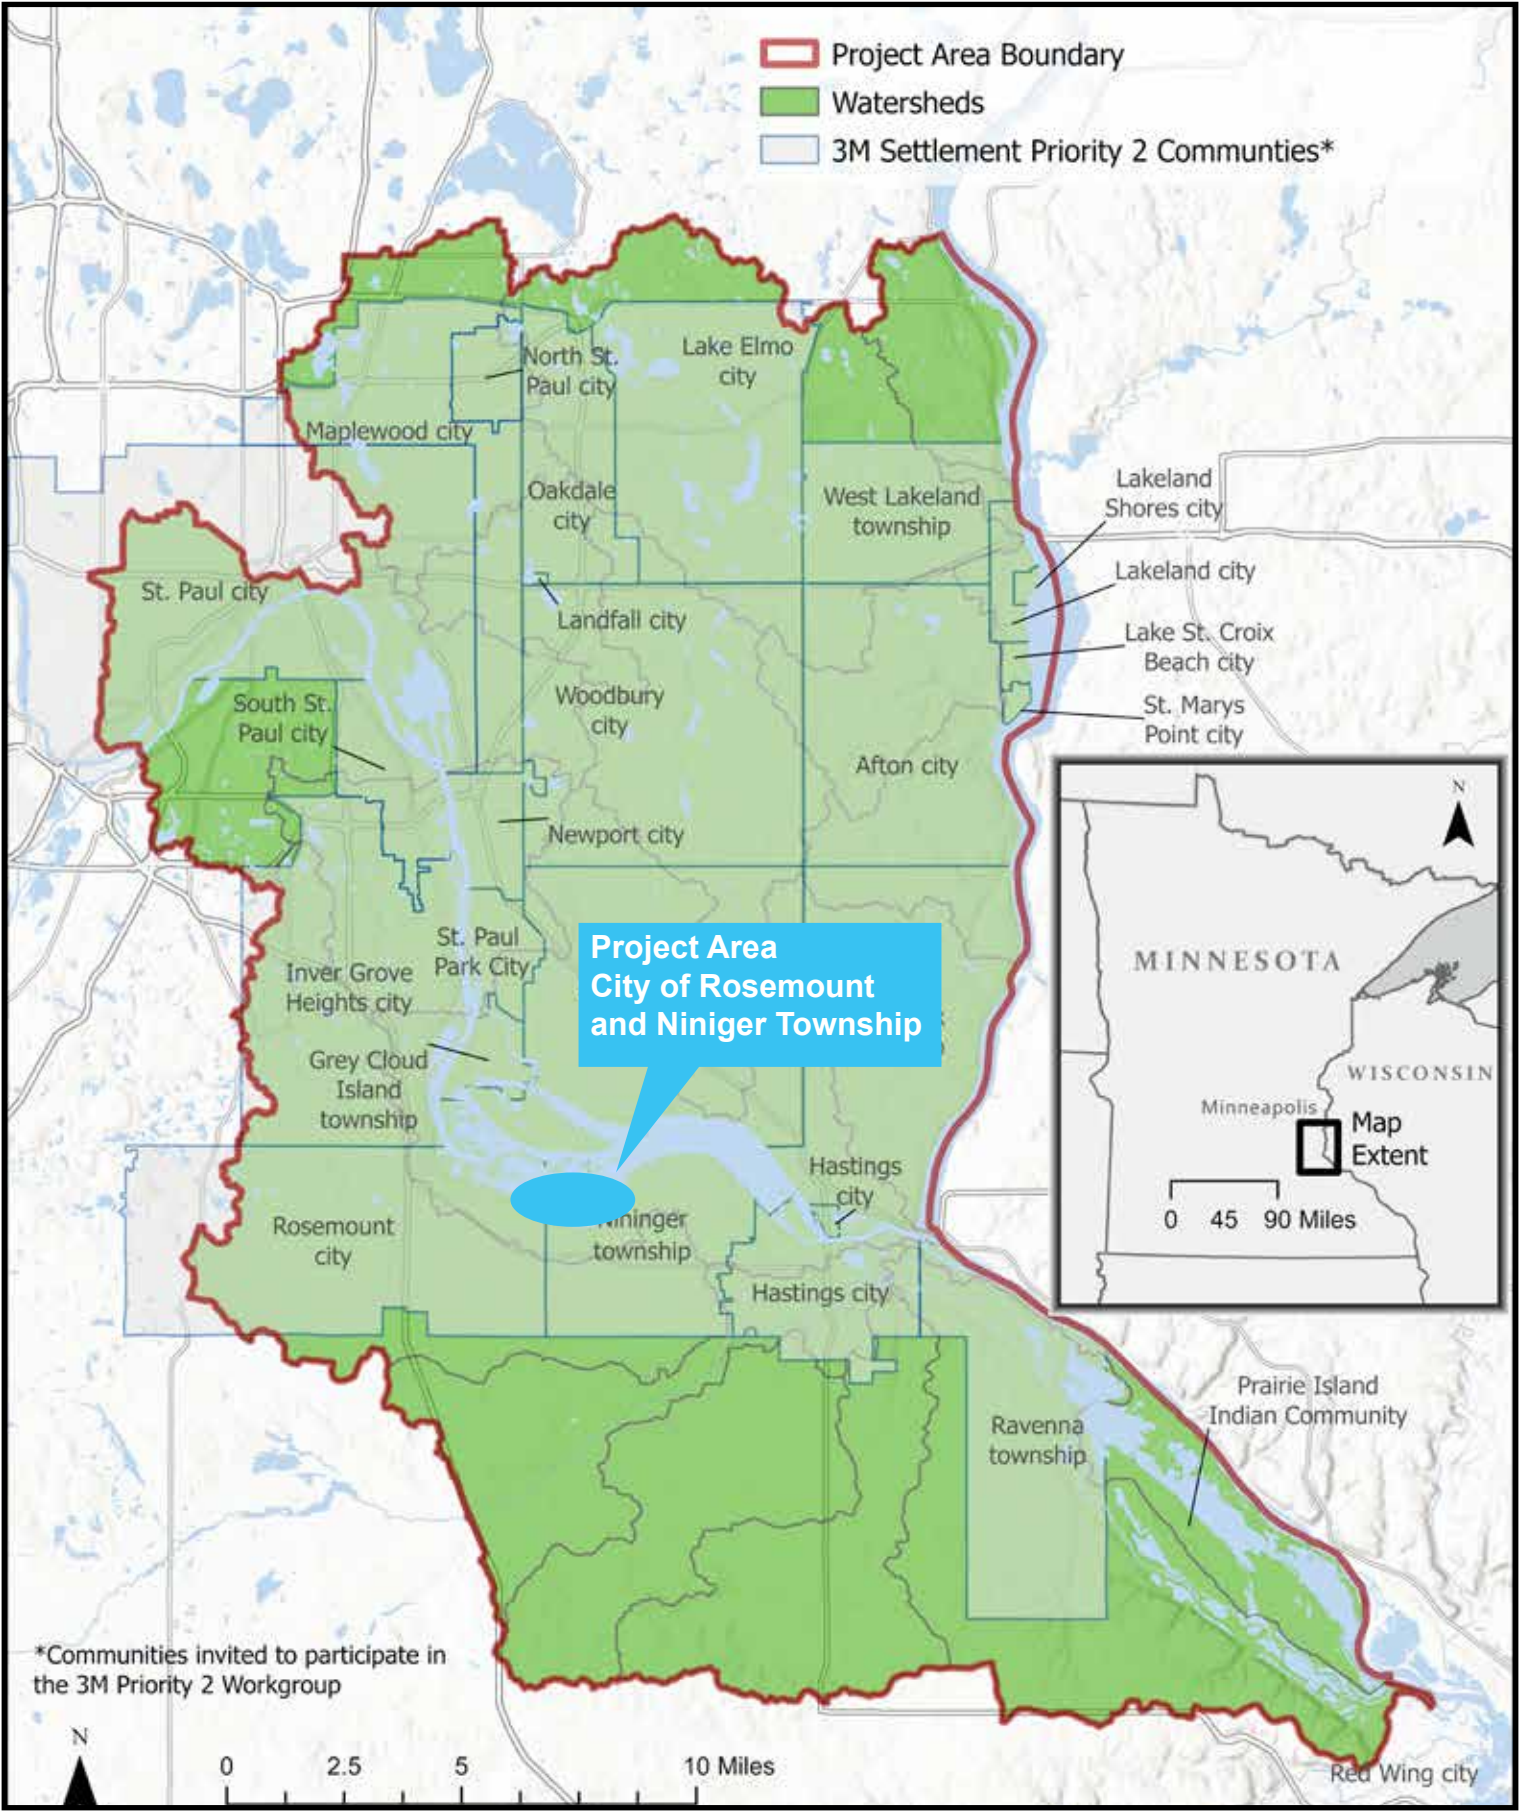 Project Area Boundary
Watersheds
3M Settlement Priority 2 Communties*
North St.
Paul city
Lake Elmo
city
Maplewood city
Oakdale
city
West Lakeland
township
Lakeland
Shores city
Lakeland city
St. Paul city
Landfall city
Lake St. Croix
Beach city
South St.
Paul city
Woodbury
city
St. Marys
Point city
Afton city
Newport city
St. Paul
Park City
Inver Grove
Heights city
Project Area
City of Rosemount
and Niniger Township
Grey Cloud
Island
township
Hastings
city
Rosemount
city
Nininger
township
Hastings city
Ravenna
township
Prairie Island
Indian Community
Red Wing city
N
MINNESOTA
WISCONSIN
Minneapolis
Map
Extent
0 45 90 Miles
*Communities invited to participate in
the 3M Priority 2 Workgroup
N
0 2.5 5 10 Miles